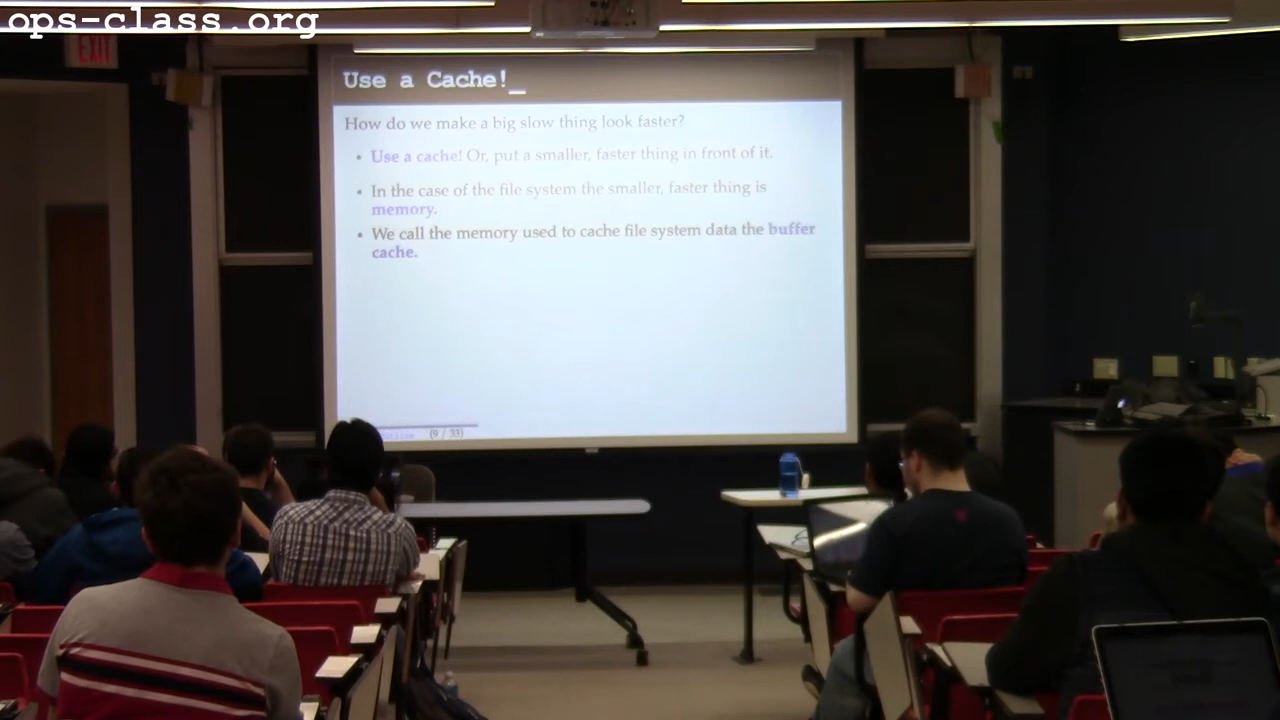 ops-class.org
EXIT
Use a Cache!_
How do we make a big slow thing look faster?
• Use a cache! Or, put a smaller, faster thing in front of it.
• In the case of the file system the smaller, faster thing is
memory.
• We call the memory used to cache file system data the buffer
cache.
(9 / 33)